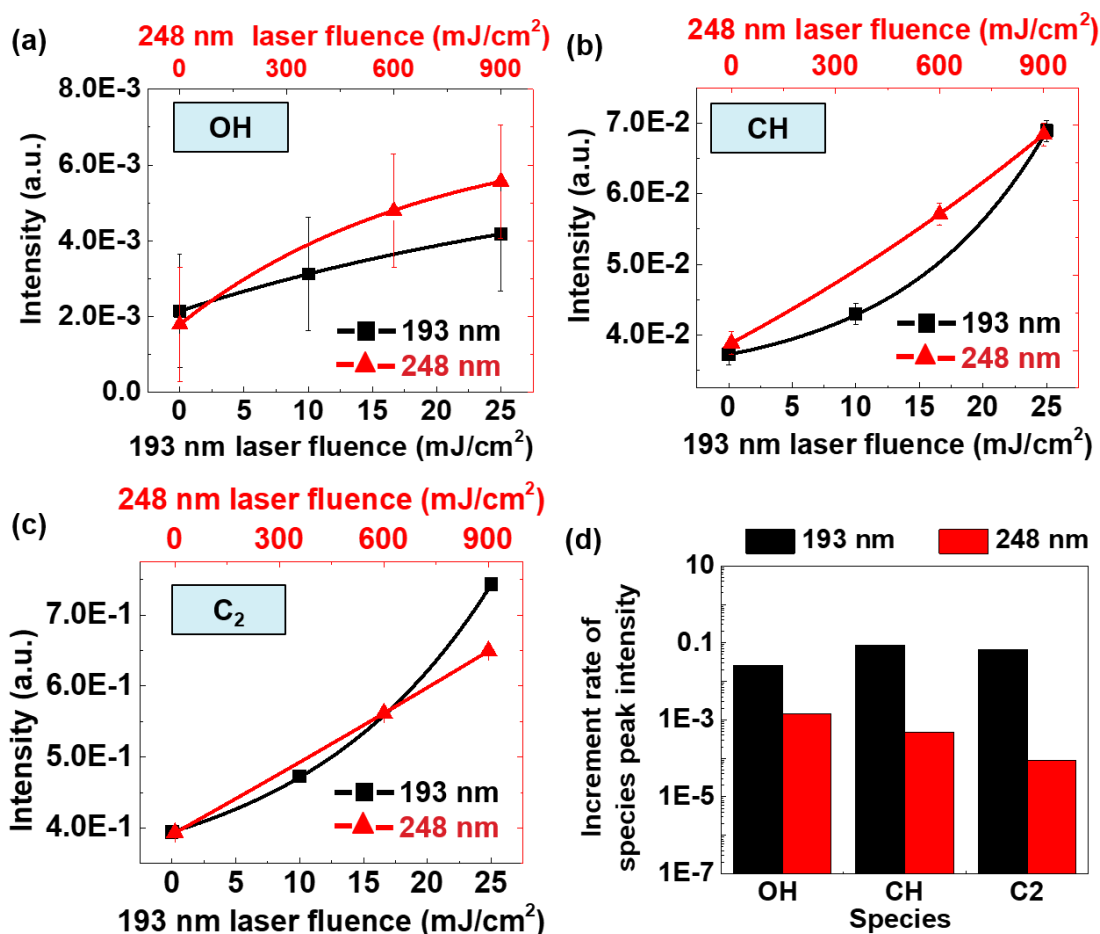 (a)
248 nm laser fluence (mJ/cm²)
0 300 600 900
8.0E-3
6.0E-3
4.0E-3
2.0E-3
0.0
Intensity (a.u.)
OH
193 nm
248 nm
0 5 10 15 20 25
193 nm laser fluence (mJ/cm²)
(b)
248 nm laser fluence (mJ/cm²)
0 300 600 900
7.0E-2
6.0E-2
5.0E-2
4.0E-2
Intensity (a.u.)
CH
193 nm
248 nm
0 5 10 15 20 25
193 nm laser fluence (mJ/cm²)
(c)
248 nm laser fluence (mJ/cm²)
0 300 600 900
7.0E-1
6.0E-1
5.0E-1
4.0E-1
Intensity (a.u.)
C₂
193 nm
248 nm
0 5 10 15 20 25
193 nm laser fluence (mJ/cm²)
(d)
193 nm 248 nm
10
0.1
1E-3
1E-5
1E-7
Increment rate of
species peak intensity
OH CH C2
Species